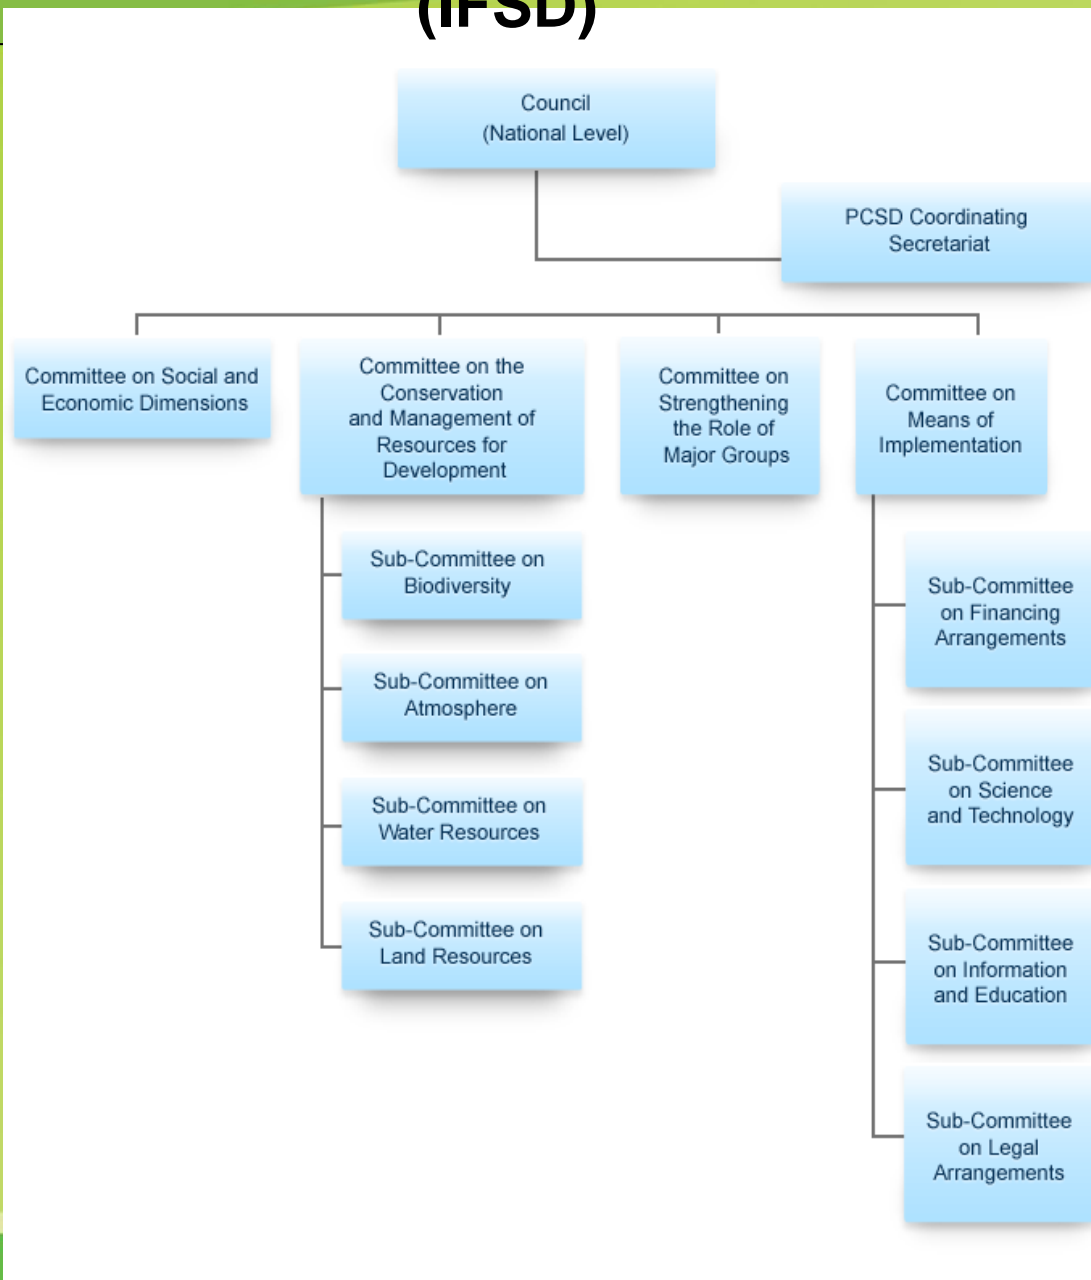 (IFSD)
Council
(National Level)
PCSD Coordinating
Secretariat
Committee on Social and
Economic Dimensions
Committee on the
Conservation
and Management of
Resources for
Development
Committee on
Strengthening
the Role of
Major Groups
Committee on
Means of
Implementation
Sub-Committee on
Biodiversity
Sub-Committee on
Atmosphere
Sub-Committee on
Water Resources
Sub-Committee on
Land Resources
Sub-Committee
on Financing
Arrangements
Sub-Committee
on Science
and Technology
Sub-Committee
on Information
and Education
Sub-Committee
on Legal
Arrangements